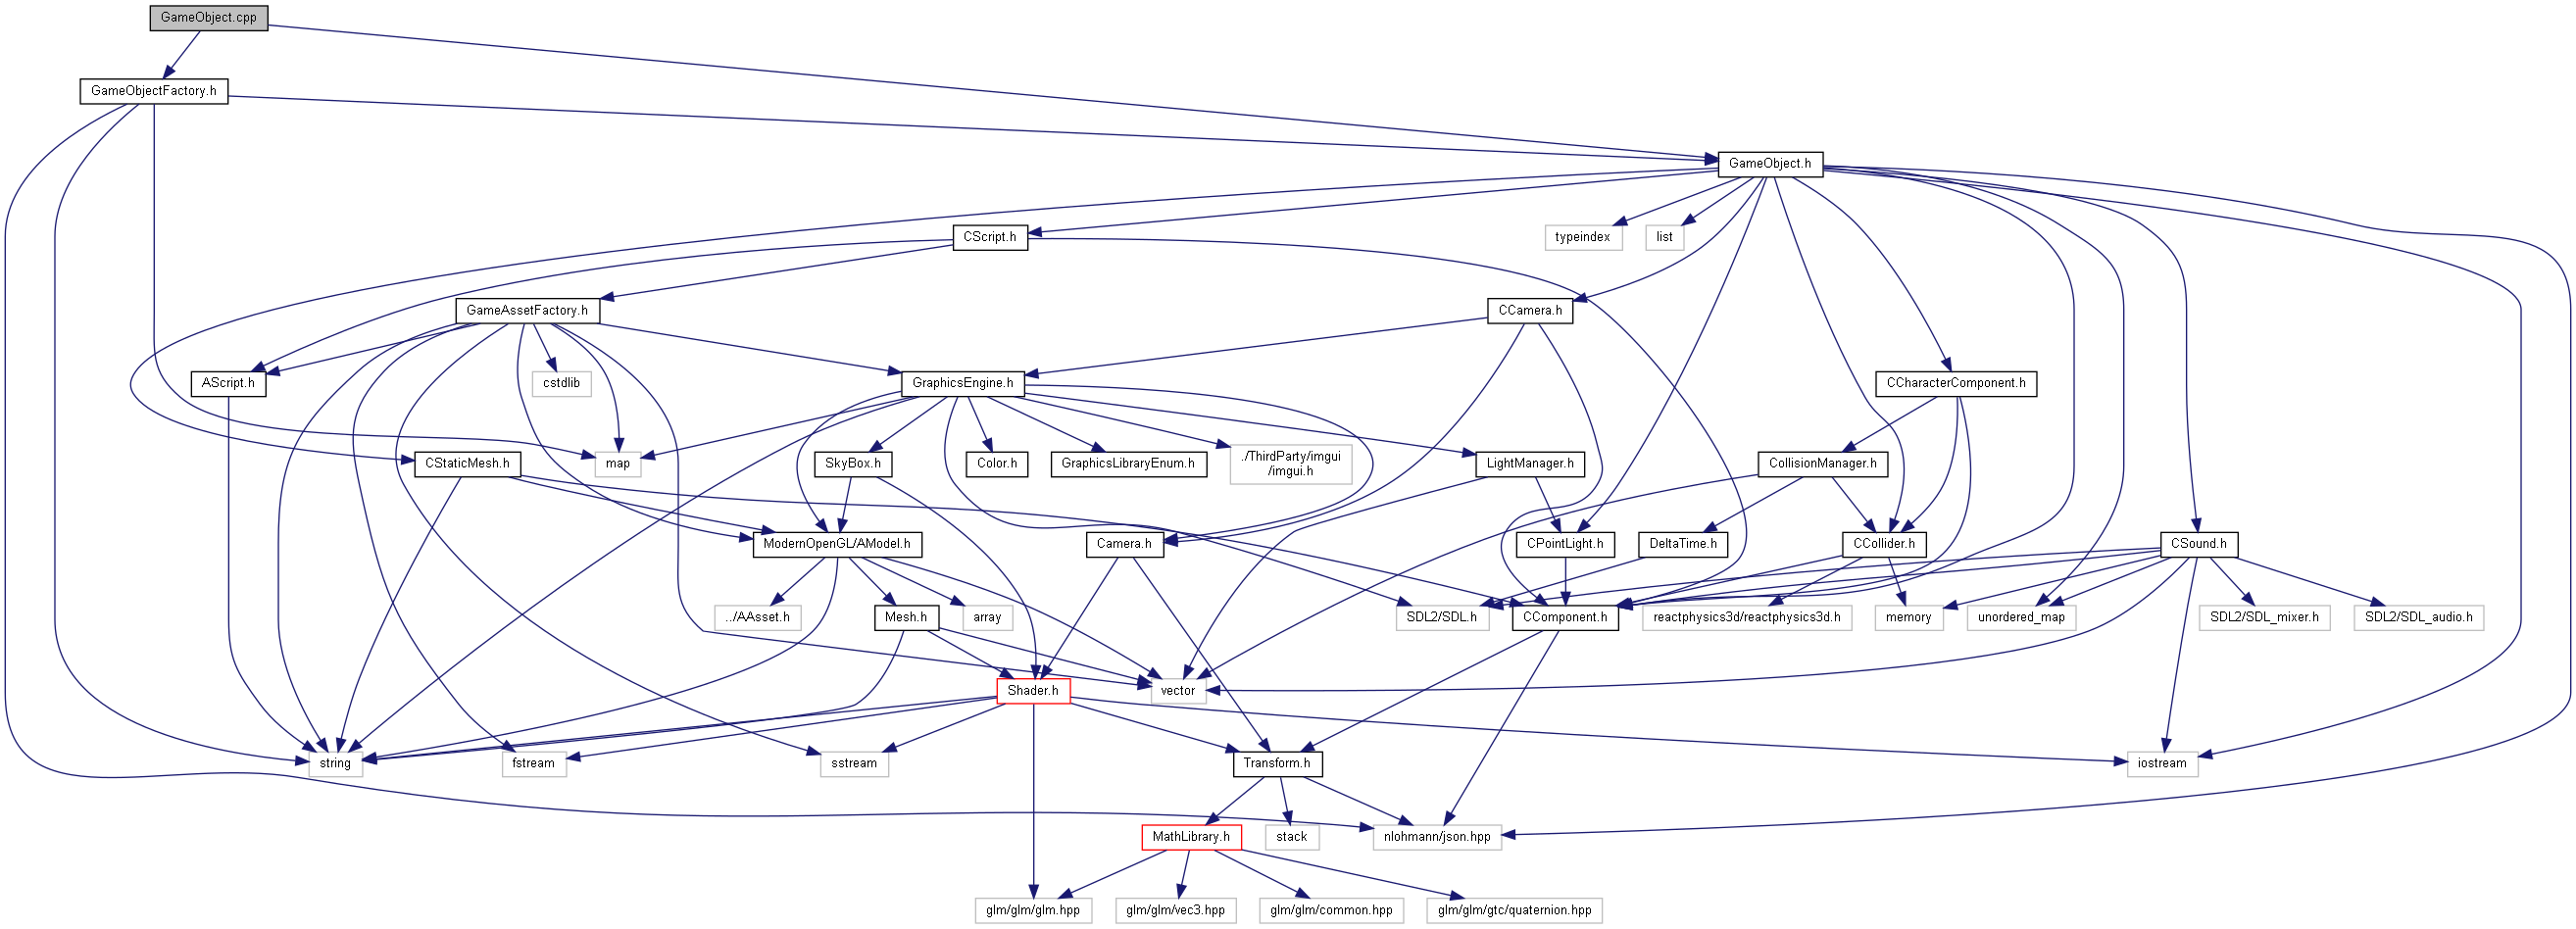 GameObject.cpp
GameObjectFactory.h
GameObject.h
CScript.h
typeindex
list
GameAssetFactory.h
CCamera.h
AScript.h
cstdlib
GraphicsEngine.h
CCharacterComponent.h
CStaticMesh.h
map
SkyBox.h
Color.h
GraphicsLibraryEnum.h
./ThirdParty/imgui
/imgui.h
LightManager.h
CollisionManager.h
ModernOpenGL/AModel.h
Camera.h
CPointLight.h
DeltaTime.h
CCollider.h
CSound.h
../AAsset.h
Mesh.h
array
SDL2/SDL.h
CComponent.h
reactphysics3d/reactphysics3d.h
memory
unordered_map
SDL2/SDL_mixer.h
SDL2/SDL_audio.h
Shader.h
vector
string
fstream
sstream
Transform.h
iostream
MathLibrary.h
stack
nlohmann/json.hpp
glm/glm/glm.hpp
glm/glm/vec3.hpp
glm/glm/common.hpp
glm/glm/gtc/quaternion.hpp